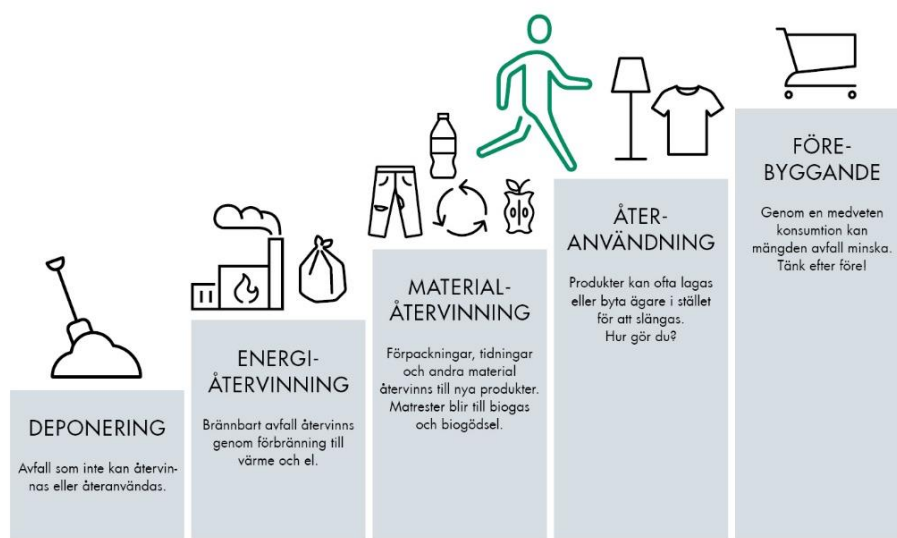 DEPONERING
Avfall som inte kan återvin-
nas eller återanvändas.
ENERGI-
ÅTERVINNING
Brännbart avfall återvinns
genom förbränning till
värme och el.
MATERIAL-
ÅTERVINNING
Förpackningar, tidningar
och andra material
återvinns till nya produkter.
Matrester blir till biogas
och biogödsel.
ÅTER-
ANVÄNDNING
Produkter kan ofta lagas
eller byta ägare i stället
för att slängas.
Hur gör du?
FÖRE-
BYGGANDE
Genom en medveten
konsumtion kan
mängden avfall minska.
Tänk efter före!